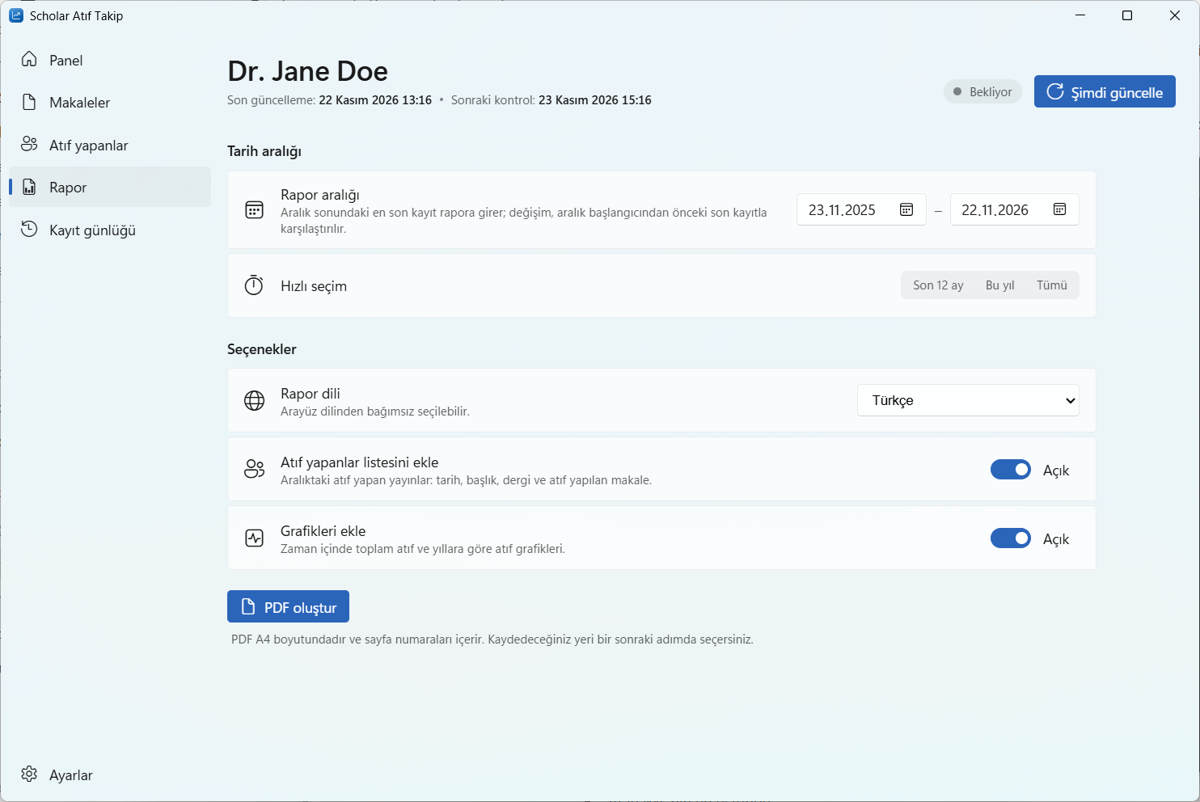 Scholar Atıf Takip
Panel
Makaleler
Atıf yapanlar
Rapor
Kayıt günlüğü
Ayarlar
Dr. Jane Doe
Son güncelleme: 22 Kasım 2026 13:16 • Sonraki kontrol: 23 Kasım 2026 15:16
Bekliyor
Şimdi güncelle
Tarih aralığı
Rapor aralığı
Aralık sonundaki en son kayıt rapora girer; değişim, aralık başlangıcından önceki son kayıtla
karşılaştırılır.
23.11.2025 – 22.11.2026
Hızlı seçim
Son 12 ay Bu yıl Tümü
Seçenekler
Rapor dili
Arayüz dilinden bağımsız seçilebilir.
Türkçe
Atıf yapanlar listesini ekle
Aralıktaki atıf yapan yayınlar: tarih, başlık, dergi ve atıf yapılan makale.
Açık
Grafikleri ekle
Zaman içinde toplam atıf ve yıllara göre atıf grafikleri.
Açık
PDF oluştur
PDF A4 boyutundadır ve sayfa numaraları içerir. Kaydedeceğiniz yeri bir sonraki adımda seçersiniz.